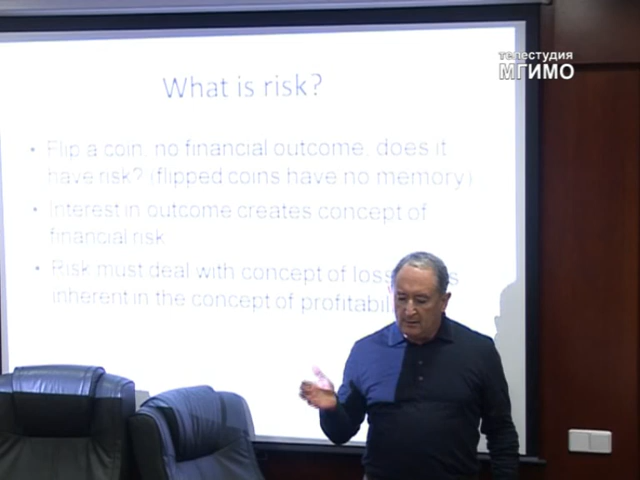 телестудия
МГИМО
What is risk?
• Flip a coin, no financial outcome, does it
have risk? (flipped coins have no memory)
• Interest in outcome creates concept of
financial risk
• Risk must deal with concept of loss
inherent in the concept of